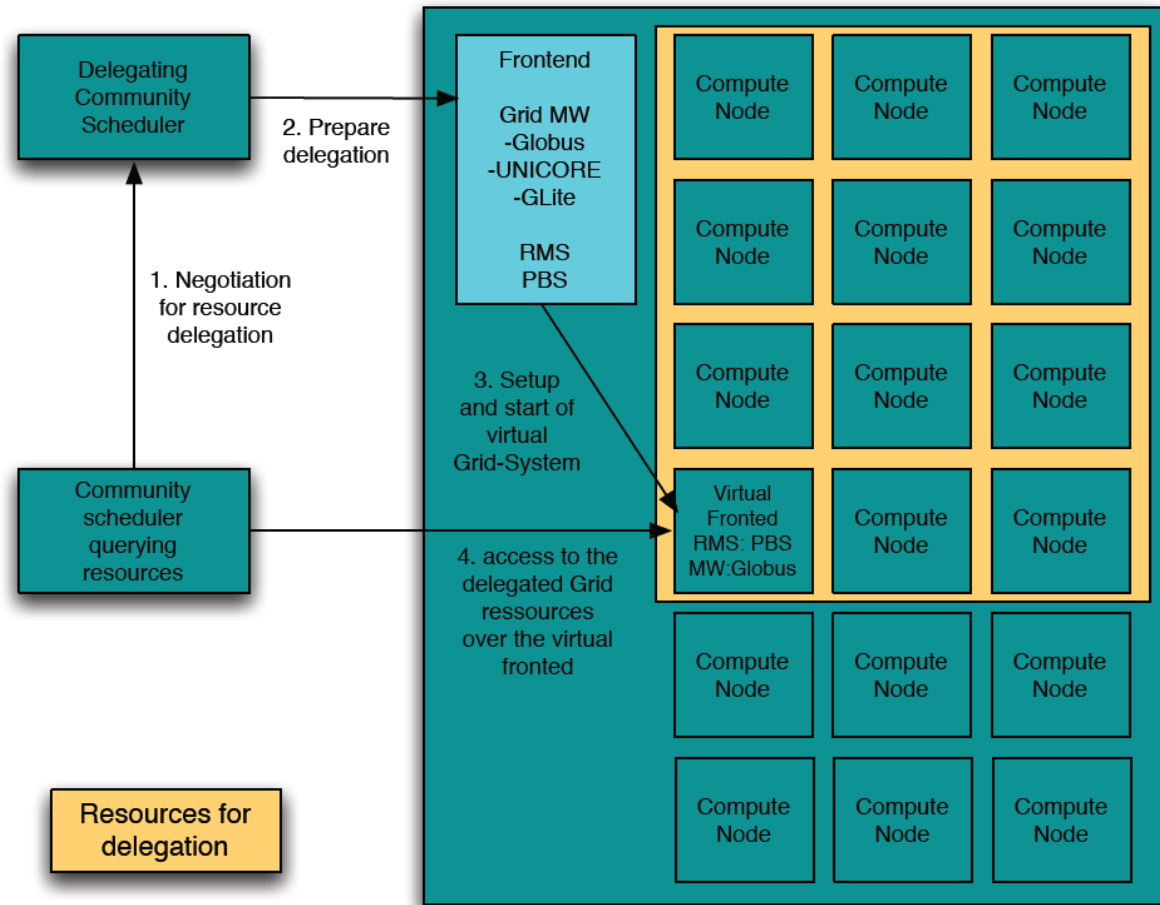 Delegating
Community
Scheduler
2. Prepare
delegation
1. Negotiation
for resource
delegation
Community
scheduler
querying
resources
Frontend
Grid MW
-Globus
-UNICORE
-GLite
RMS
PBS
3. Setup
and start of
virtual
Grid-System
4. access to the
delegated Grid
ressources
over the virtual
fronted
Compute
Node
Compute
Node
Compute
Node
Compute
Node
Compute
Node
Compute
Node
Compute
Node
Compute
Node
Compute
Node
Virtual
Fronted
RMS: PBS
MW:Globus
Compute
Node
Compute
Node
Compute
Node
Compute
Node
Compute
Node
Compute
Node
Compute
Node
Compute
Node
Resources for
delegation